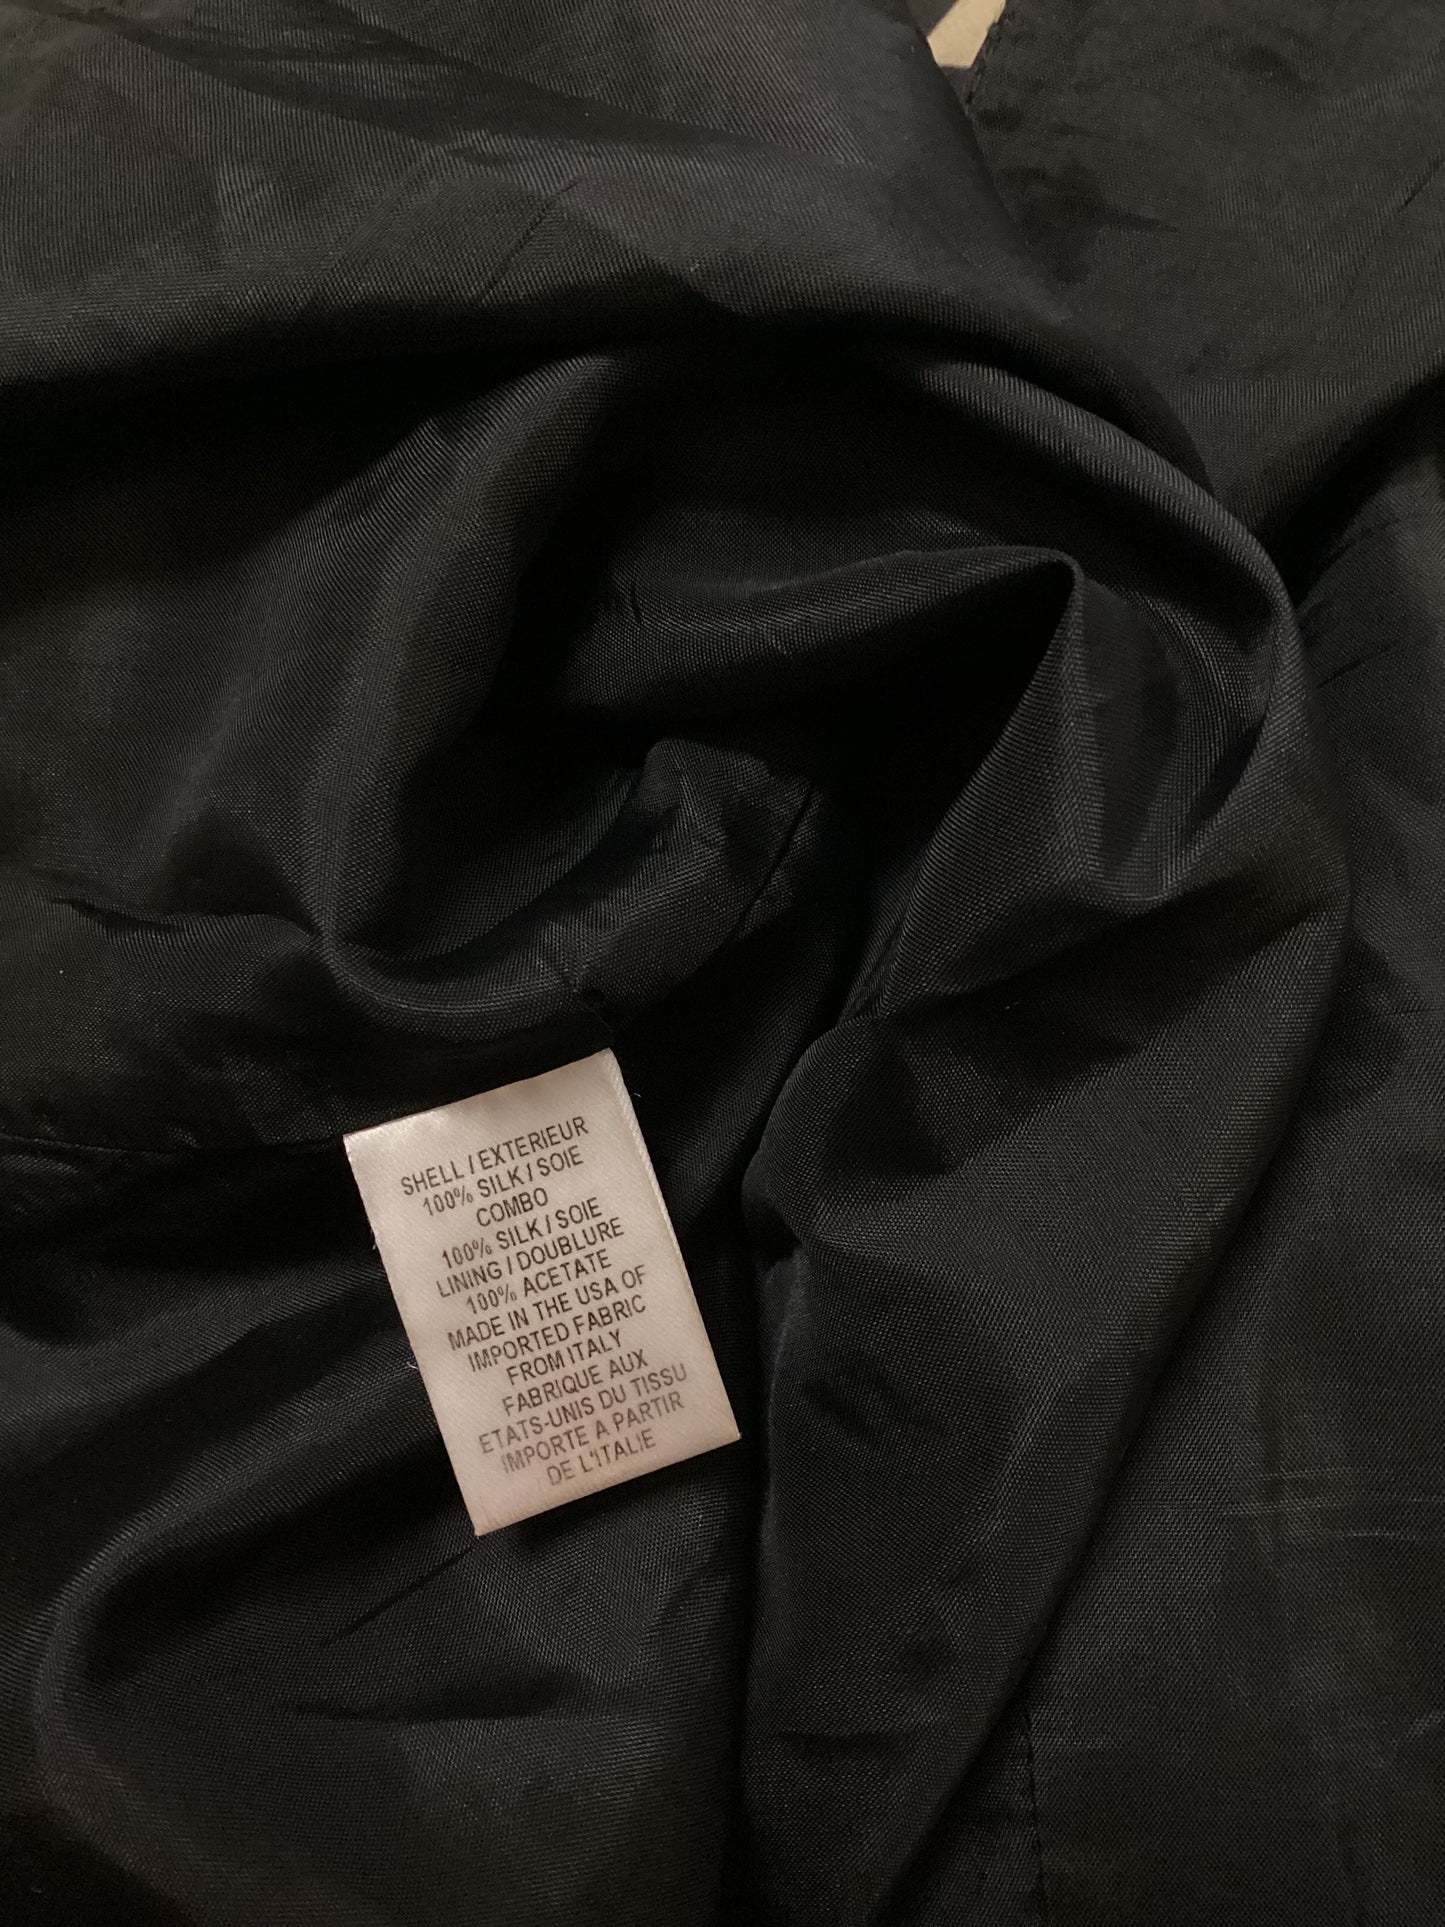 SHELL / EXTERIEUR
100% SILK / SOIE
COMBO
100% SILK / SOIE
LINING / DOUBLURE
100% ACETATE
MADE IN THE USA OF
IMPORTED FABRIC
FROM ITALY
FABRIQUE AUX
ETATS-UNIS DU TISSU
IMPORTE A PARTIR
DE L'ITALIE